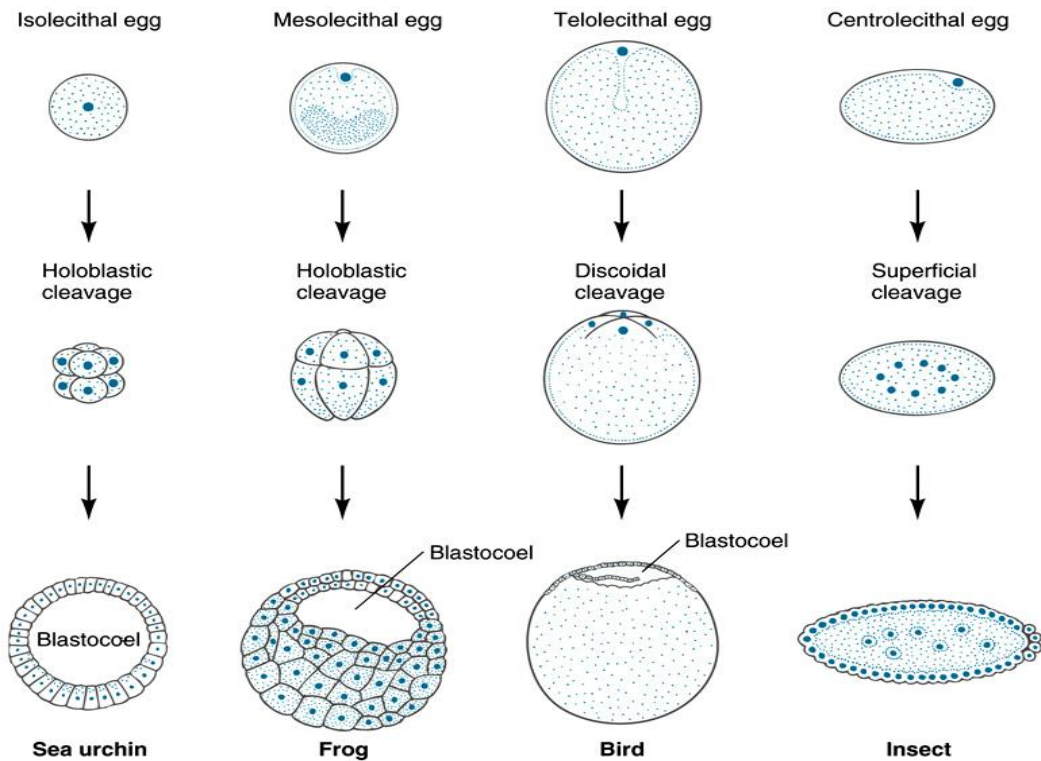 Isolecithal egg
Mesolecithal egg
Telolecithal egg
Centrolecithal egg
Holoblastic
cleavage
Holoblastic
cleavage
Discoidal
cleavage
Superficial
cleavage
Blastocoel
Blastocoel
Blastocoel
Sea urchin
Frog
Bird
Insect